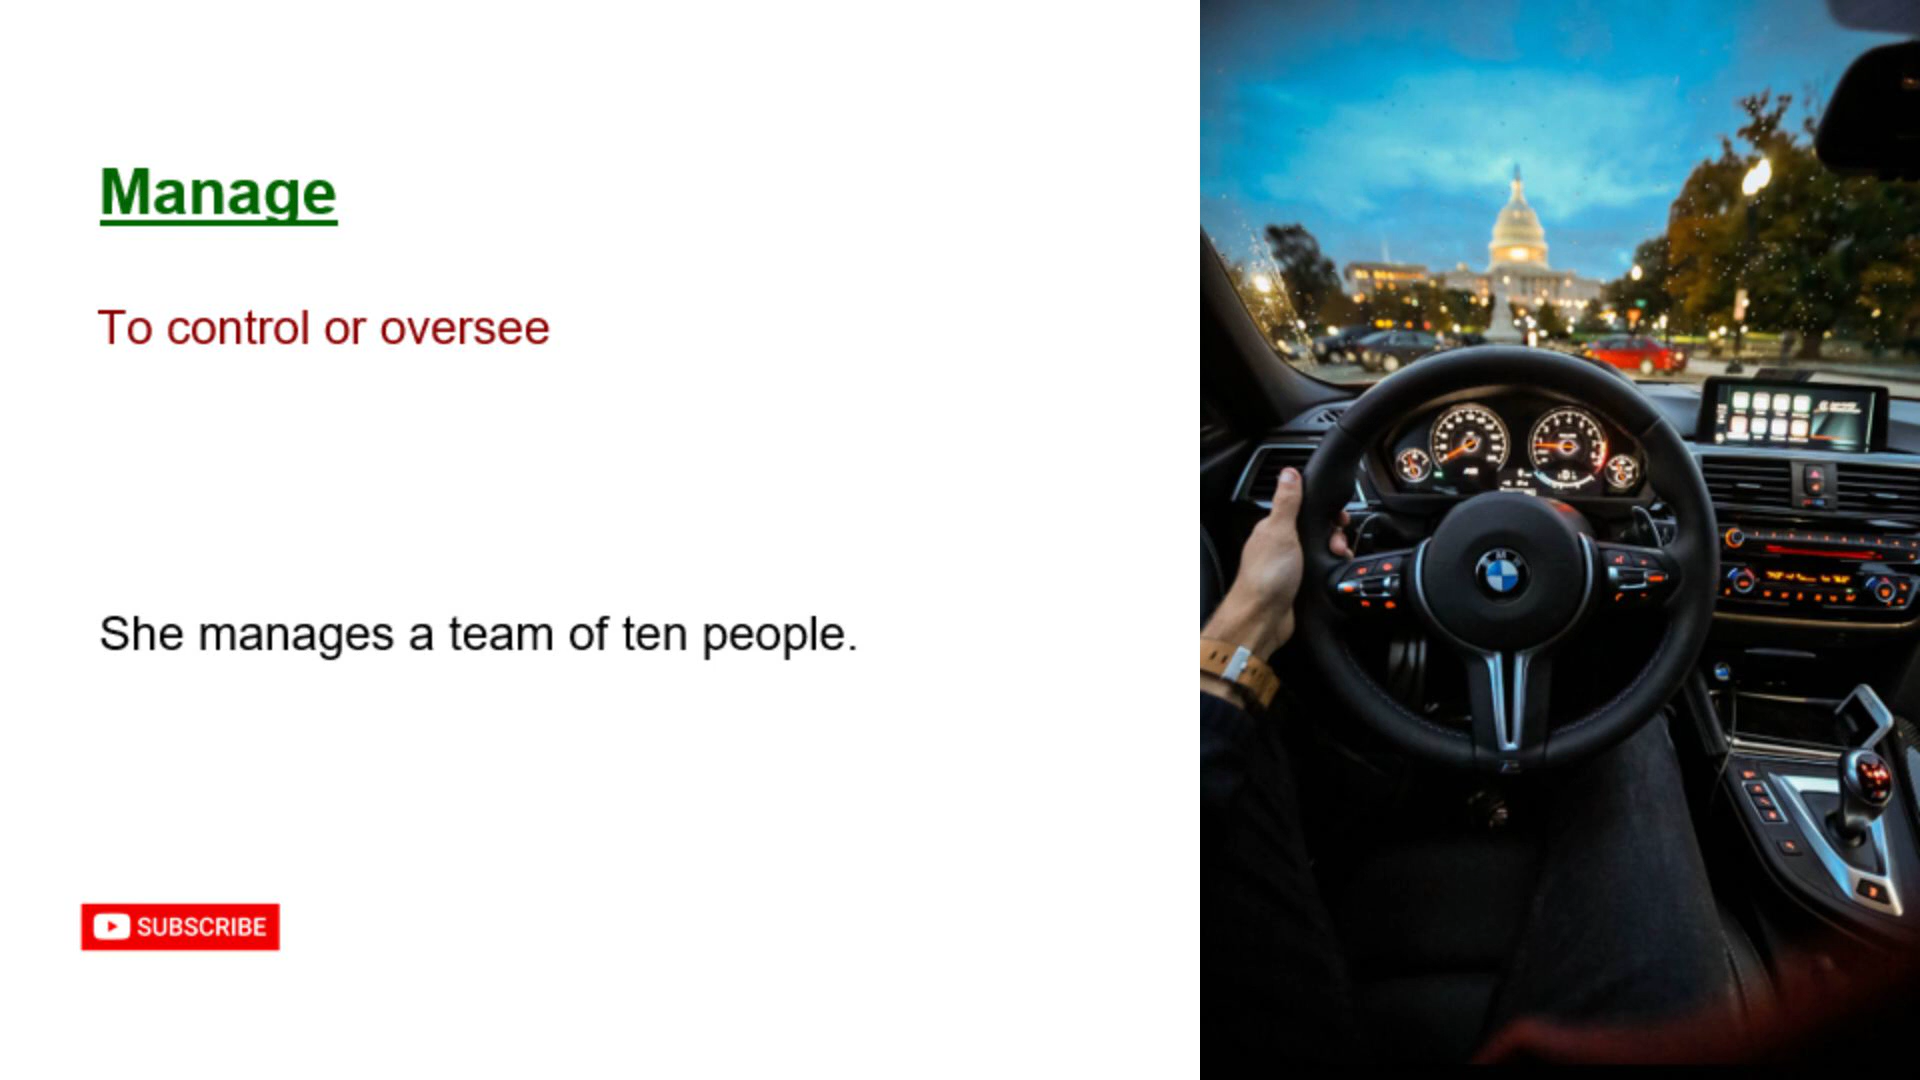 Manage
To control or oversee
She manages a team of ten people.
SUBSCRIBE